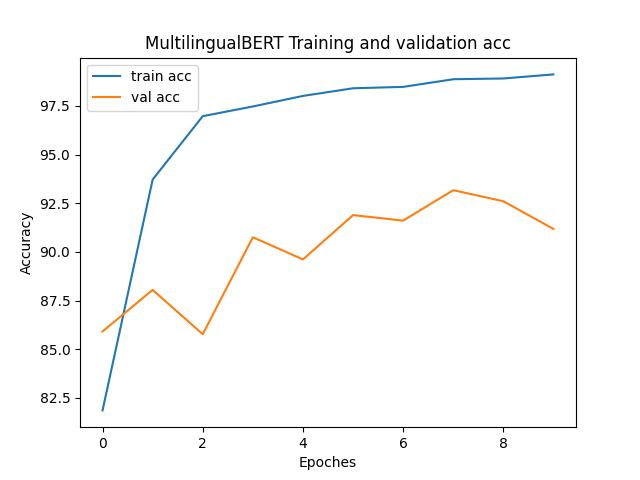 MultilingualBERT Training and validation acc
train acc
val acc
Accuracy
97.5
95.0
92.5
90.0
87.5
85.0
82.5
0 2 4 6 8
Epoches